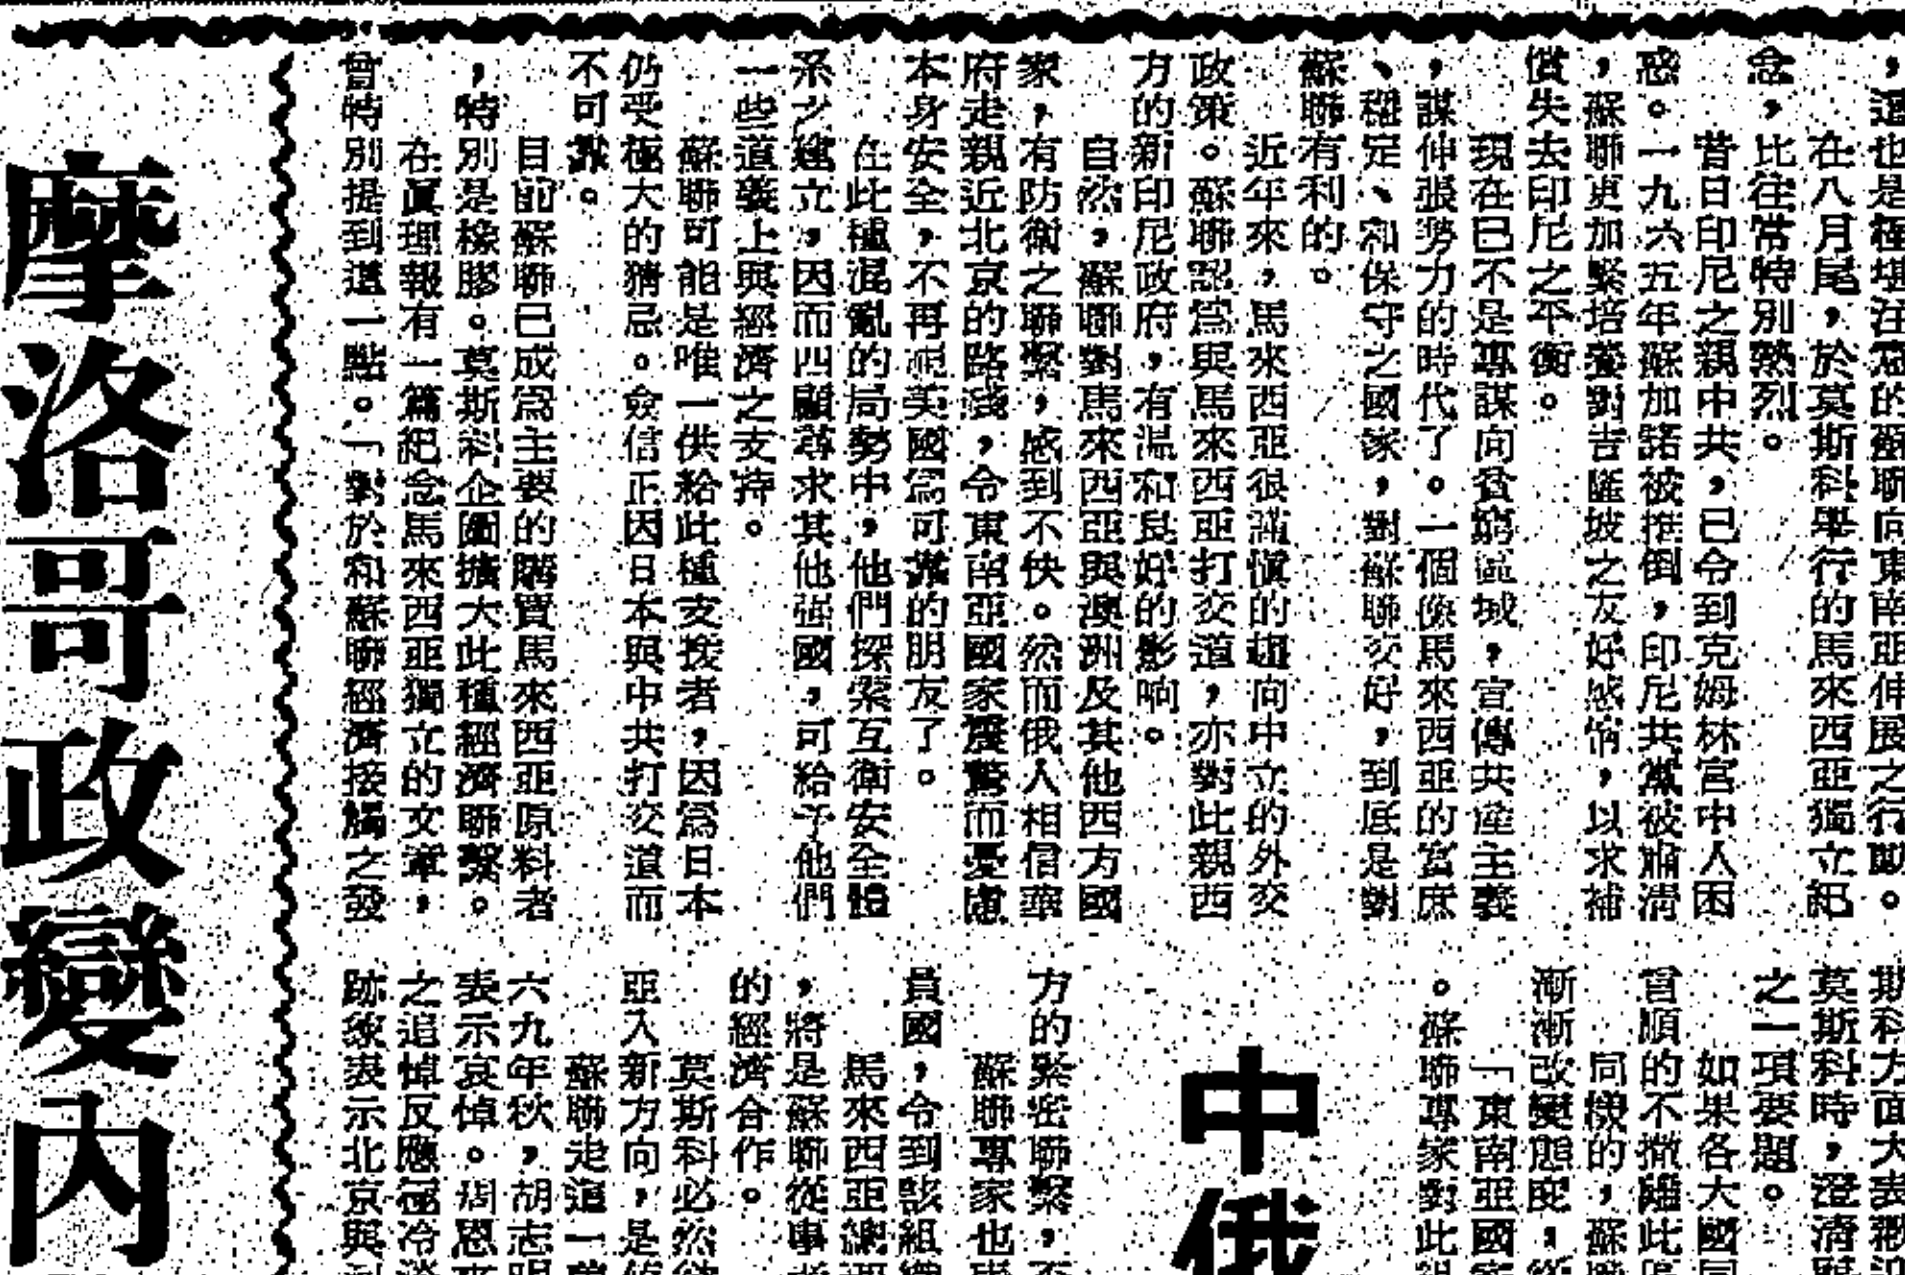 ，這也是極堪注意的蘇聯向東南亞伸展之行動。
在八月尾，於莫斯科舉行的馬來西亞獨立紀
念，比往常特別熱烈。
昔日印尼之親中共，已令到克姆林宮中人困
惑。一九六五年蘇加諾被推倒，印尼共黨被肅清
，蘇聯更加緊培養對吉隆坡之友好感情，以求補
償失去印尼之平衡。
現在已不是專謀向貧窮區域，宣傳共產主義
，謀伸張勢力的時代了。一個像馬來西亞的富庶
、穩定、和保守之國家，對蘇聯交好，到底是對
蘇聯有利的。
近年來，馬來西亞很謹慎的趨向中立的外交
政策。蘇聯認爲與馬來西亞打交道，亦對此親西
方的新印尼政府，有溫和良好的影响。
自然，蘇聯對馬來西亞與澳洲及其他西方國
家，有防衞之聯繫，感到不快。然而俄人相信華
府走親近北京的路綫，令東南亞國家震驚而憂慮
本身安全，不再視美國爲可靠的朋友了。
在此種混亂的局勢中，他們探索互衞安全體
系之建立，因而四顧尋求其他強國，可給予他們
一些道義上與經濟之支持。
蘇聯可能是唯一供給此種支援者，因爲日本
仍受極大的猜忌。僉信正因日本與中共打交道而
不可靠。
目前蘇聯已成爲主要的購買馬來西亞原料者
，特別是橡膠。莫斯科企圖擴大此種經濟聯繫。
在眞理報有一篇紀念馬來西亞獨立的文章，
曾特別提到這一點。「對於和蘇聯經濟接觸之發
斯科方面大表歡
莫斯科時，澄清
之一項要題。
如果各大國同
當順的不撤離此
同樣的，蘇聯
漸漸改變態度，
「東南亞國家
。蘇聯專家對此組
中俄
方的緊密聯繫，不
蘇聯專家也
員國，令到該組織
馬來西亞總理
，將是蘇聯從事
的經濟合作。
莫斯科必然
亞入新方向，是
蘇聯走這一
六九年秋，胡志明
表示哀悼。周恩來
之追悼反應極冷淡
跡象表示北京與
摩洛哥政變內